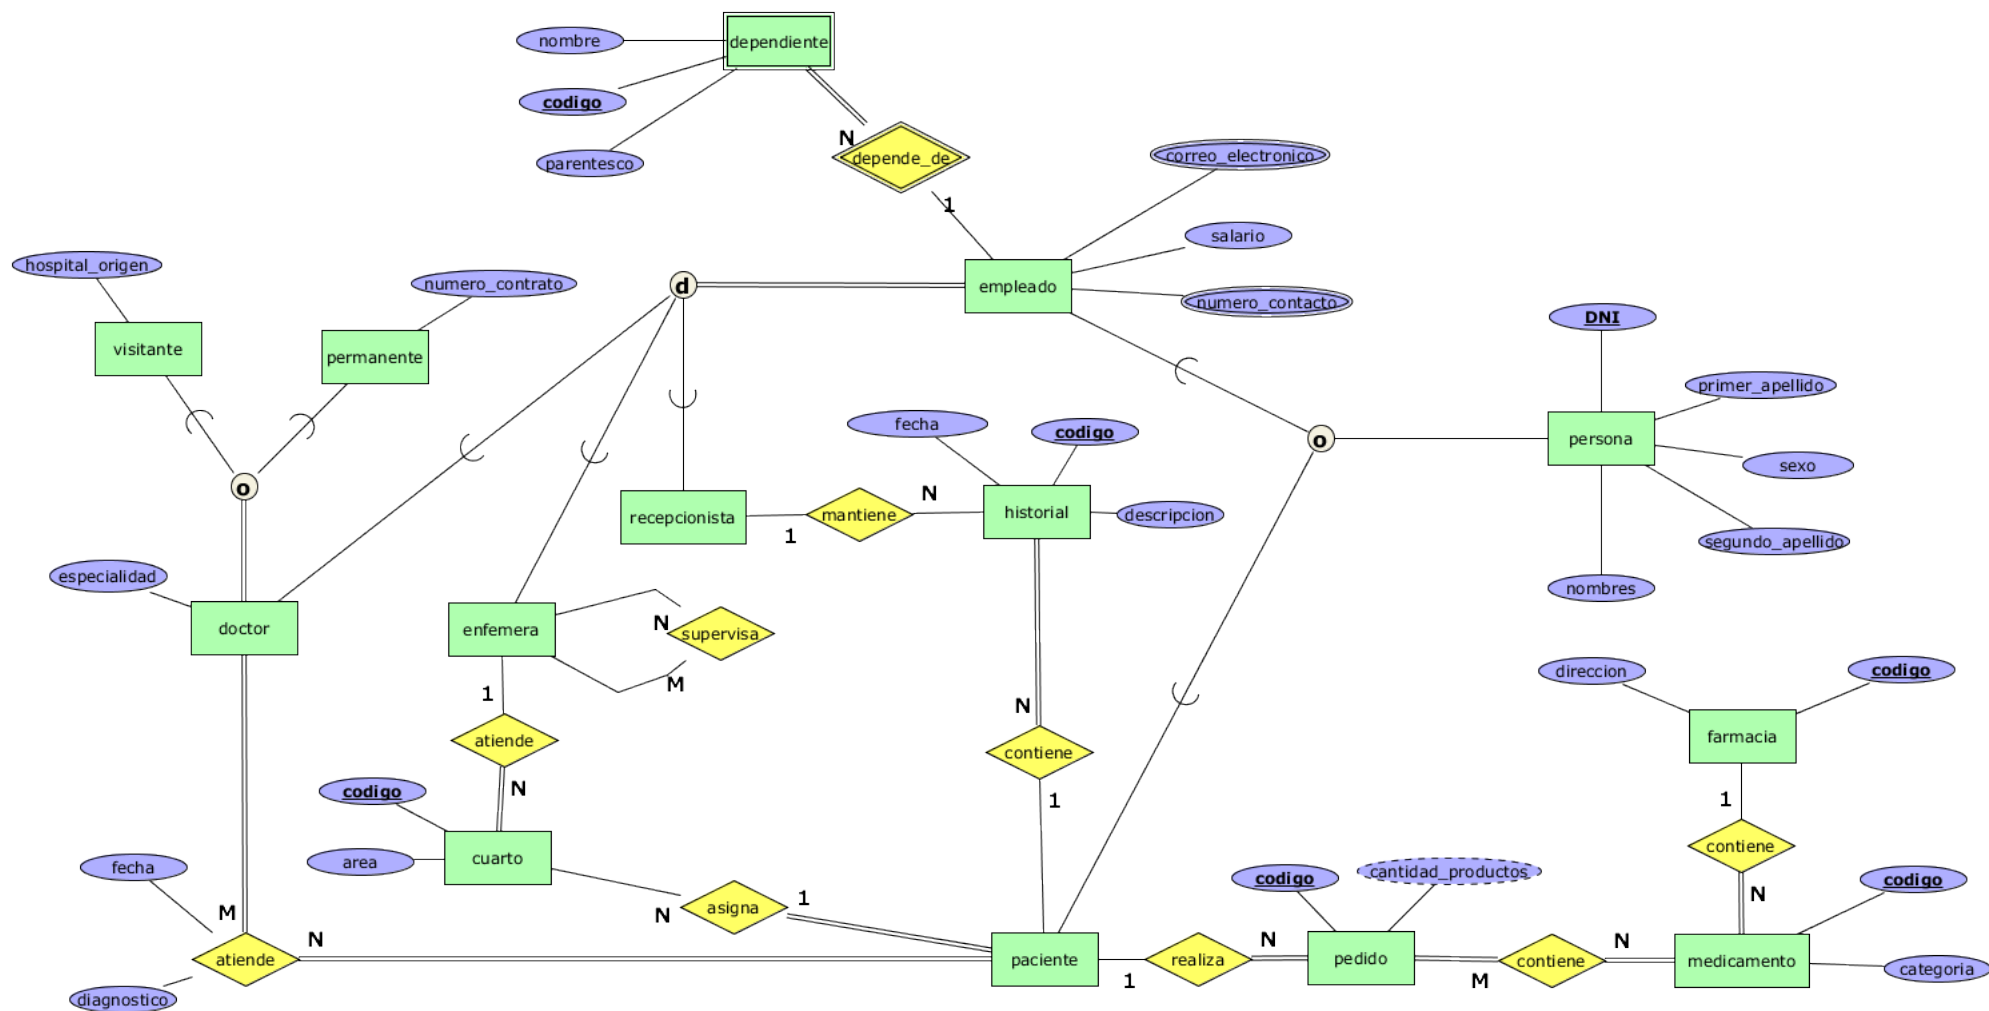 dependiente
nombre
codigo
parentesco
N
depende_de
1
correo_electronico
salario
numero_contacto
empleado
d
hospital_origen
numero_contrato
visitante
permanente
o
DNI
primer_apellido
persona
sexo
segundo_apellido
nombres
o
fecha
codigo
recepcionista
1
mantiene
N
historial
descripcion
especialidad
doctor
enfemera
N
supervisa
M
1
atiende
N
N
contiene
1
direccion
codigo
farmacia
1
contiene
N
codigo
area
cuarto
N
asigna
1
fecha
M
atiende
diagnostico
N
paciente
1
realiza
N
codigo
cantidad_productos
pedido
M
contiene
N
medicamento
codigo
categoria